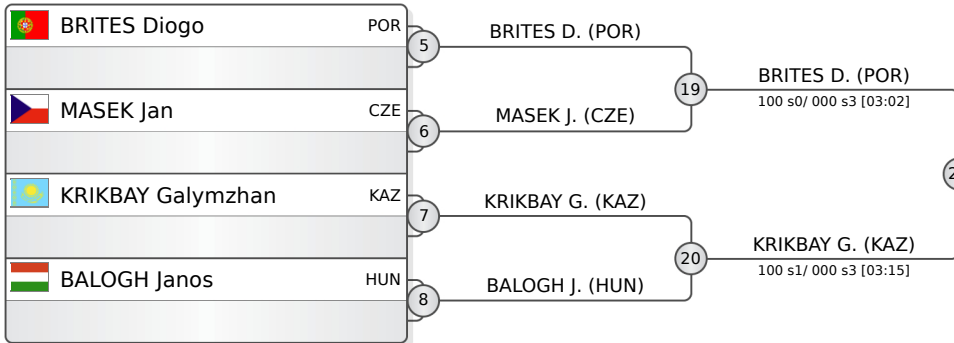 BRITES Diogo POR
5
BRITES D. (POR)
19
BRITES D. (POR)
100 s0/ 000 s3 [03:02]
MASEK Jan CZE
6
MASEK J. (CZE)
KRIKBAY Galymzhan KAZ
7
KRIKBAY G. (KAZ)
20
KRIKBAY G. (KAZ)
100 s1/ 000 s3 [03:15]
BALOGH Janos HUN
8
BALOGH J. (HUN)